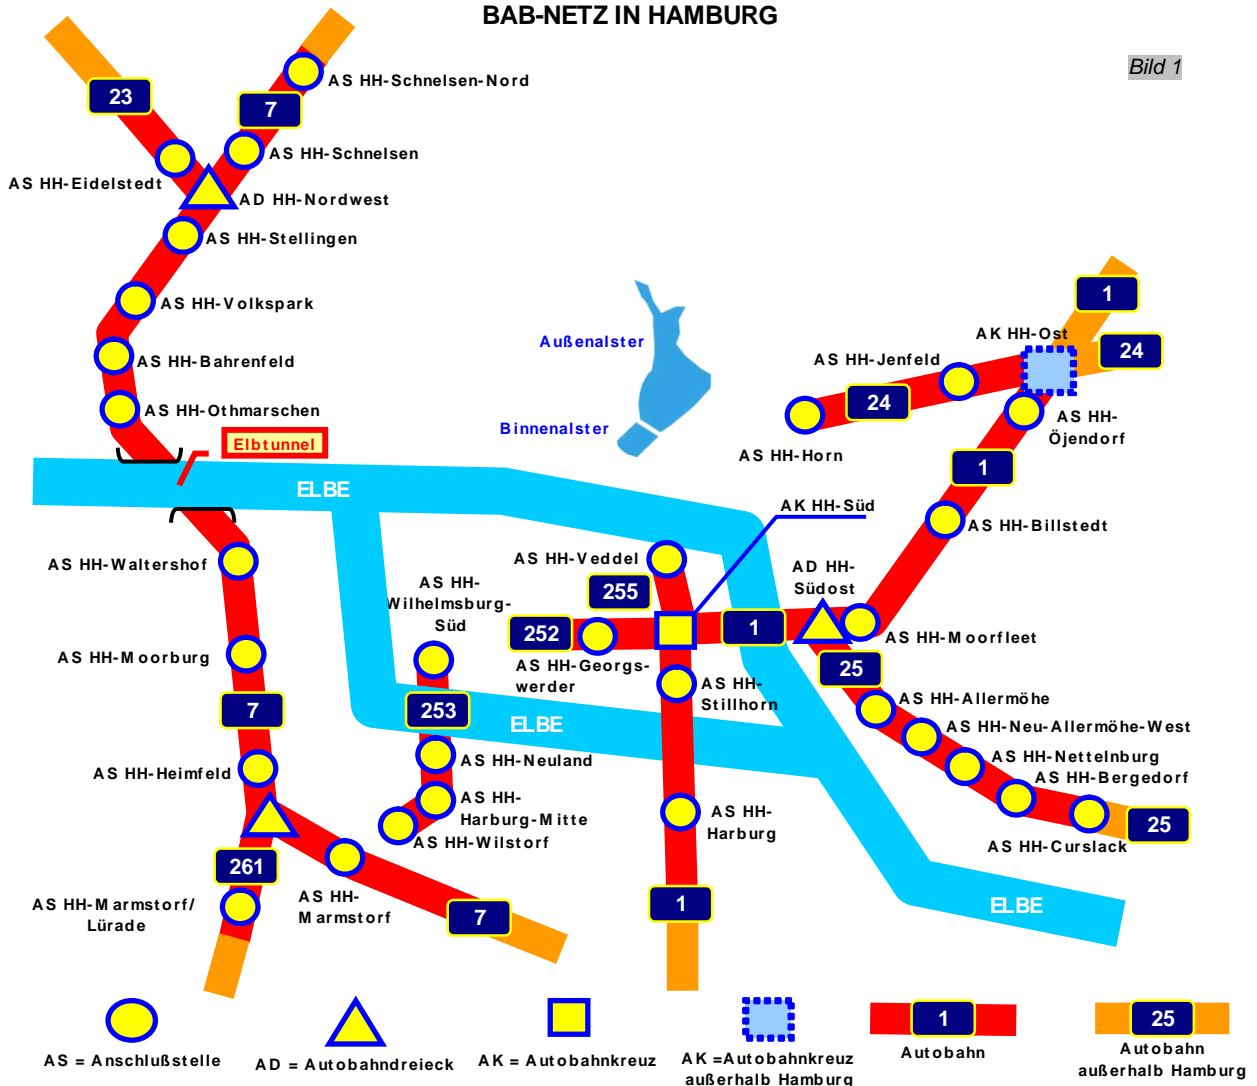 BAB-NETZ IN HAMBURG
Bild 1
23
7
AS HH-Schnelsen-Nord
AS HH-Schnelsen
AS HH-Eidelstedt
AD HH-Nordwest
AS HH-Stellingen
AS HH-Volkspark
AS HH-Bahrenfeld
AS HH-Othmarschen
Elbtunnel
ELBE
Außenalster
Binnenalster
1
AK HH-Ost
24
AS HH-Jenfeld
24
AS HH-Horn
AS HH-
Öjendorf
1
AS HH-Billstedt
AK HH-Süd
AS HH-Waltershof
AS HH-Veddel
255
AD HH-
Südost
AS HH-
Wilhelmsburg-
Süd
252
1
AS HH-Moorfleet
AS HH-Moorburg
AS HH-Georgs-
werder
25
AS HH-
Stillhorn
AS HH-Allermöhe
7
253
ELBE
AS HH-Neu-Allermöhe-West
AS HH-Nettelnburg
AS HH-Bergedorf
AS HH-Heimfeld
AS HH-Neuland
AS HH-
Harburg-Mitte
AS HH-Wilstorf
AS HH-
Harburg
25
AS HH-Curslack
261
AS HH-Marmstorf/
Lürade
AS HH-
Marmstorf
7
1
ELBE
AS = Anschlußstelle
AD = Autobahndreieck
AK = Autobahnkreuz
AK =Autobahnkreuz
außerhalb Hamburg
1
Autobahn
25
Autobahn
außerhalb Hamburg